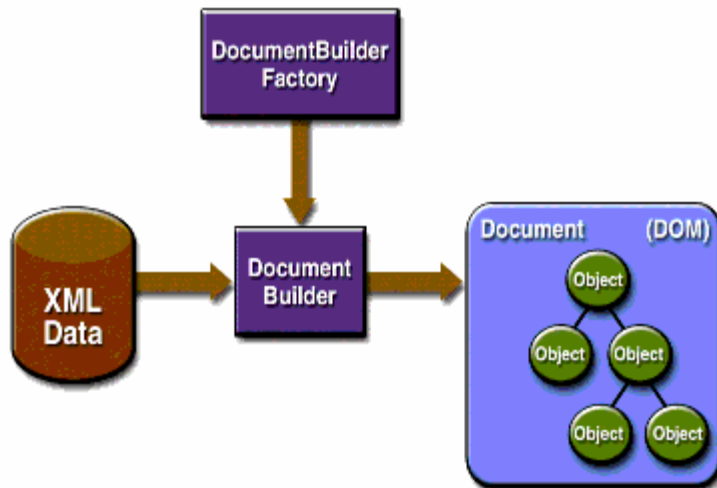 DocumentBuilder
Factory
XML
Data
Document
Builder
Document (DOM)
Object
Object
Object
Object
Object